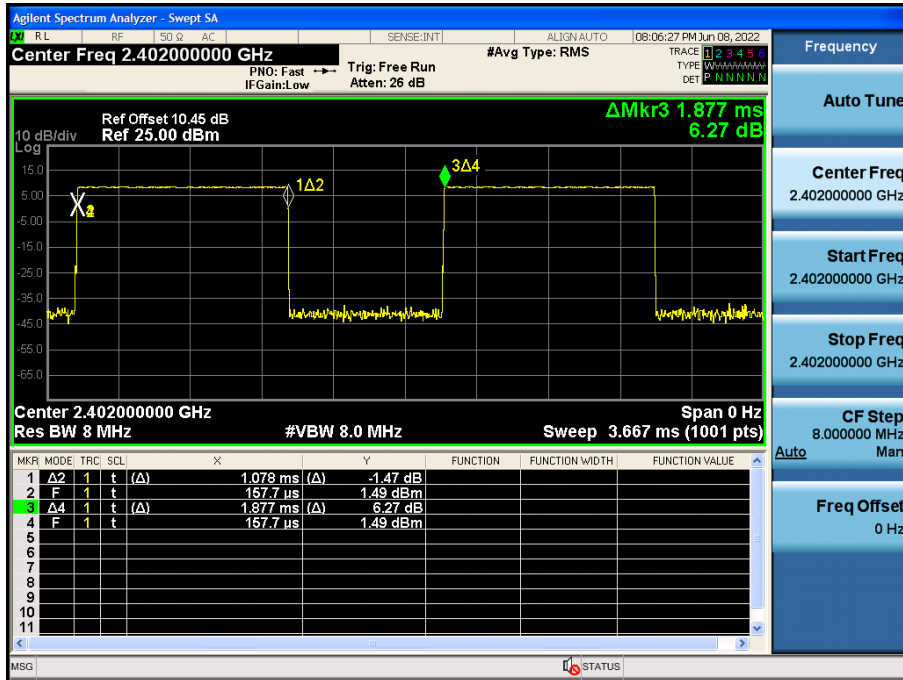 Agilent Spectrum Analyzer - Swept SA
LXI RL RF 50 Ω AC SENSE:INT ALIGN AUTO 08:06:27 PM Jun 08, 2022
Center Freq 2.402000000 GHz #Avg Type: RMS TRACE 1 2 3 4 5 6
PNO: Fast Trig: Free Run TYPE W
IFGain:Low Atten: 26 dB DET P N N N N N
Frequency
ΔMkr3 1.877 ms
6.27 dB
Ref Offset 10.45 dB
10 dB/div Ref 25.00 dBm
Log
15.0
5.00
-5.00
-15.0
-25.0
-35.0
-45.0
-55.0
-65.0
1Δ2
3Δ4
Center 2.402000000 GHz Span 0 Hz
Res BW 8 MHz #VBW 8.0 MHz Sweep 3.667 ms (1001 pts)
MKR MODE TRC SCL X Y FUNCTION FUNCTION WIDTH FUNCTION VALUE
1 Δ2 1 t (Δ) 1.078 ms (Δ) -1.47 dB
2 F 1 t 157.7 µs 1.49 dBm
3 Δ4 1 t (Δ) 1.877 ms (Δ) 6.27 dB
4 F 1 t 157.7 µs 1.49 dBm
5
6
7
8
9
10
11
MSG STATUS
Auto Tune
Center Freq
2.402000000 GHz
Start Freq
2.402000000 GHz
Stop Freq
2.402000000 GHz
CF Step
8.000000 MHz
Auto Man
Freq Offset
0 Hz